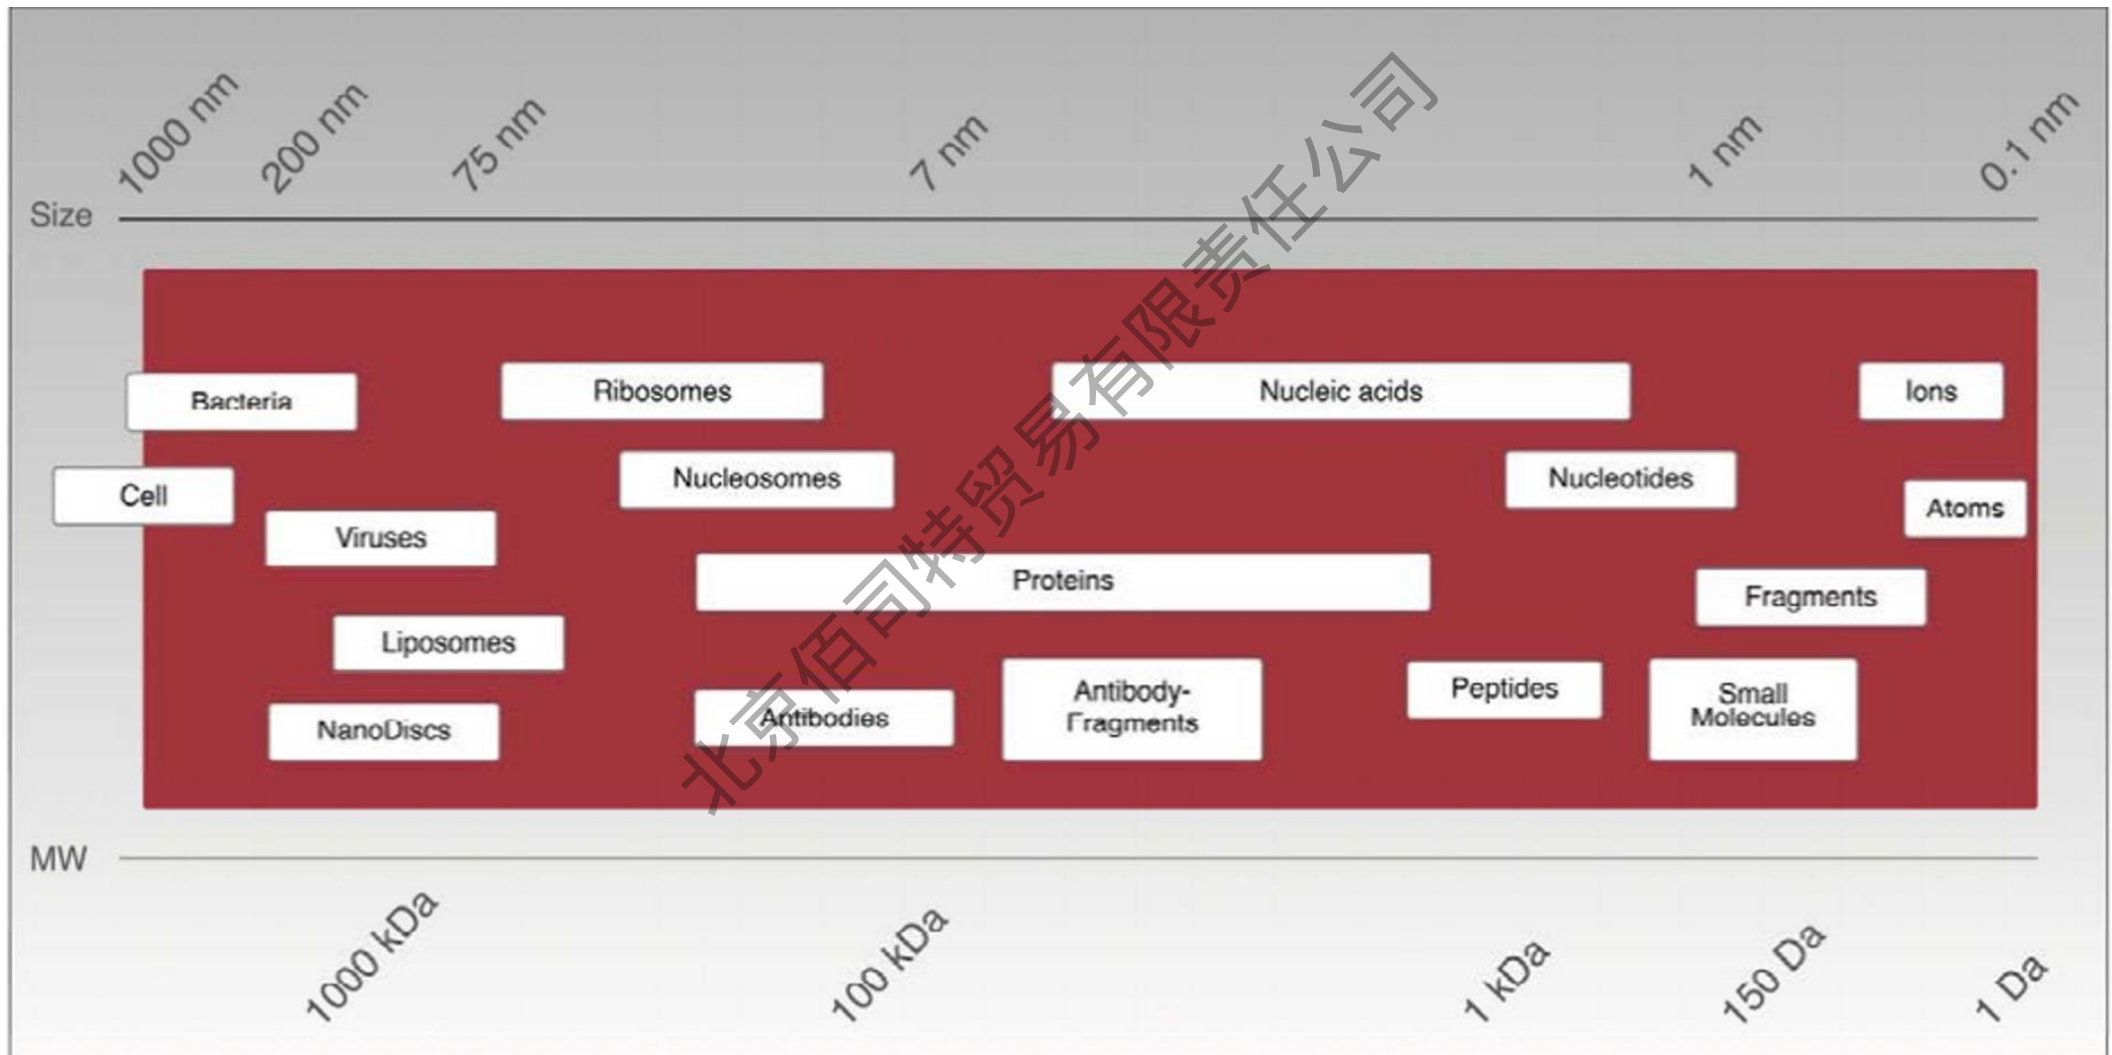 1000 nm
200 nm
75 nm
7 nm
1 nm
0.1 nm
Size
Bacteria
Ribosomes
Nucleic acids
Ions
Cell
Nucleosomes
Nucleotides
Atoms
Viruses
Proteins
Fragments
Liposomes
NanoDiscs
Antibodies
Antibody-
Fragments
Peptides
Small
Molecules
MW
1000 kDa
100 kDa
1 kDa
150 Da
1 Da
北京佰司特贸易有限责任公司